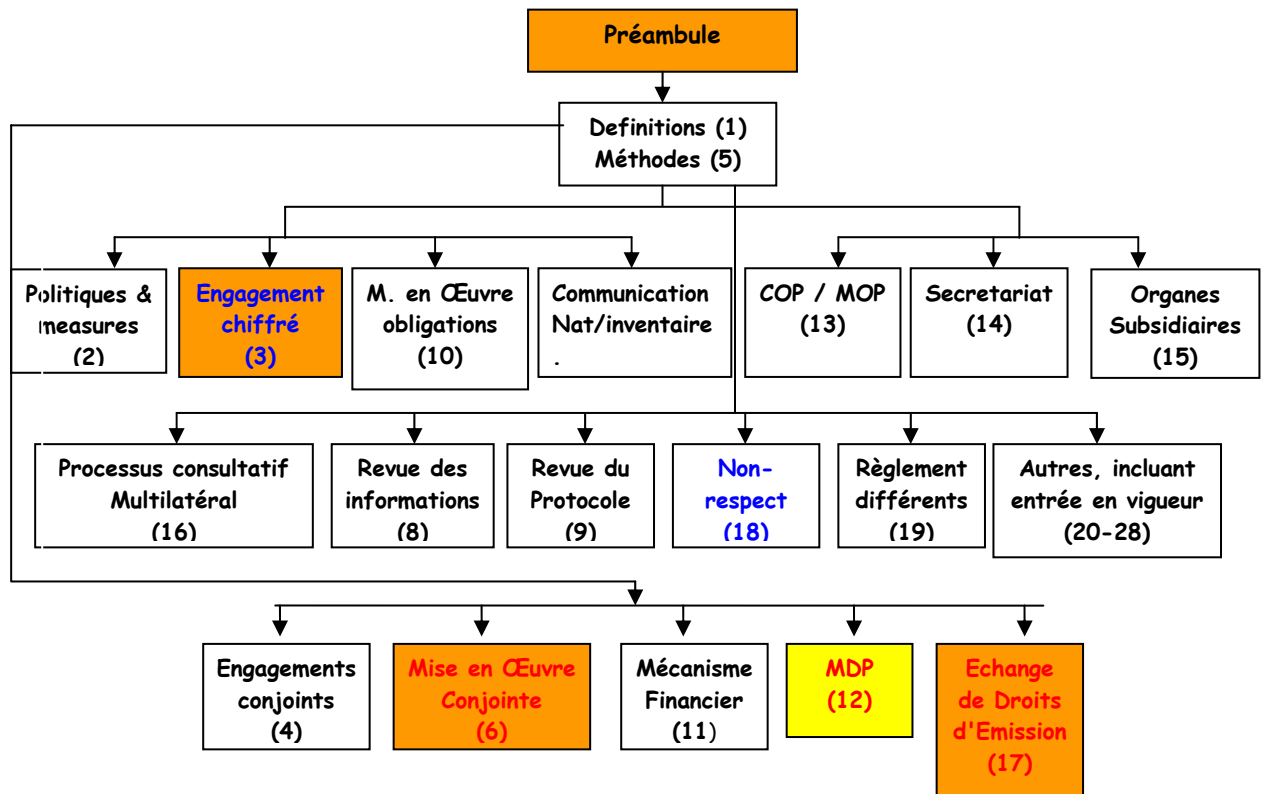 Préambule
Definitions (1)
Méthodes (5)
Politiques &
measures
(2)
Engagement
chiffré
(3)
M. en Œuvre
obligations
(10)
Communication
Nat/inventaire
.
COP / MOP
(13)
Secretariat
(14)
Organes
Subsidiaires
(15)
Processus consultatif
Multilatéral
(16)
Revue des
informations
(8)
Revue du
Protocole
(9)
Non-
respect
(18)
Règlement
différents
(19)
Autres, incluant
entrée en vigueur
(20-28)
Engagements
conjoints
(4)
Mise en Œuvre
Conjointe
(6)
Mécanisme
Financier
(11)
MDP
(12)
Echange
de Droits
d'Emission
(17)